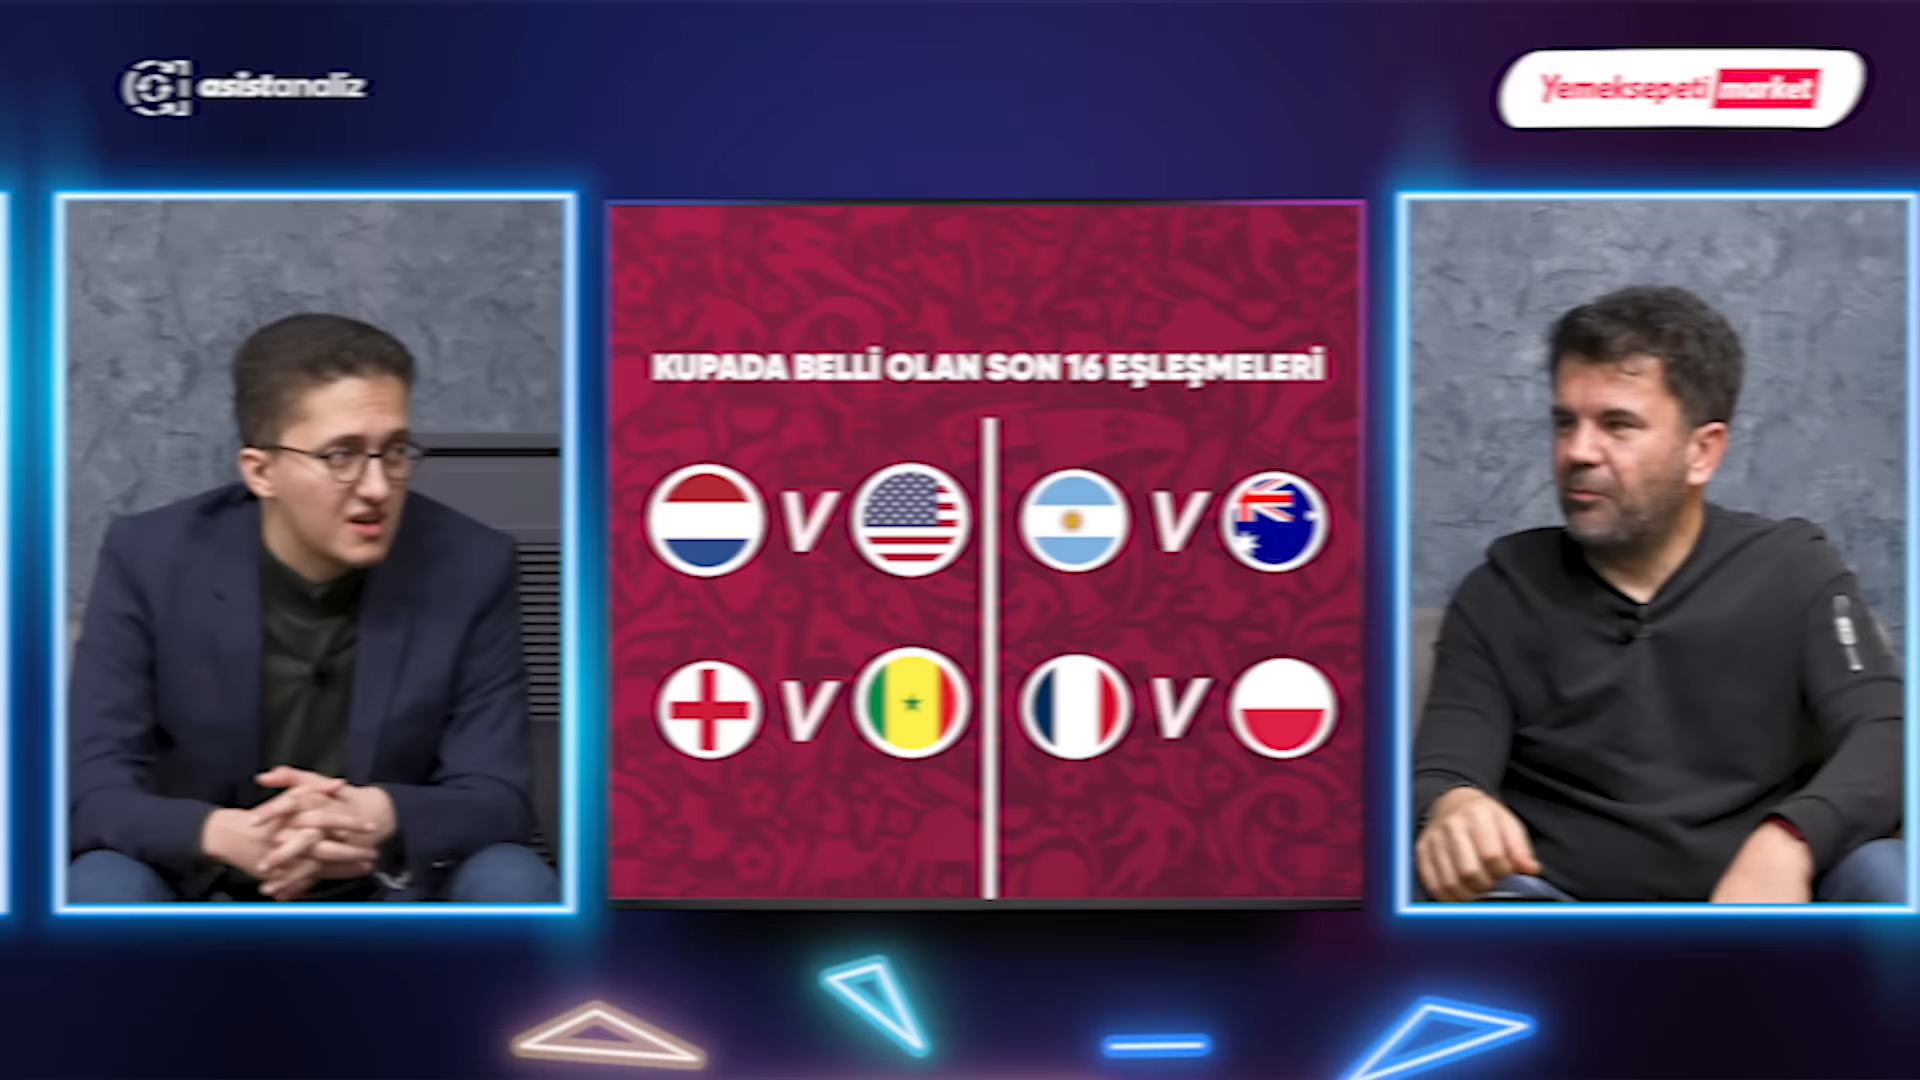 asistanaliz
Yemeksepeti market
KUPADA BELLİ OLAN SON 16 EŞLEŞMELERİ
V V
V V